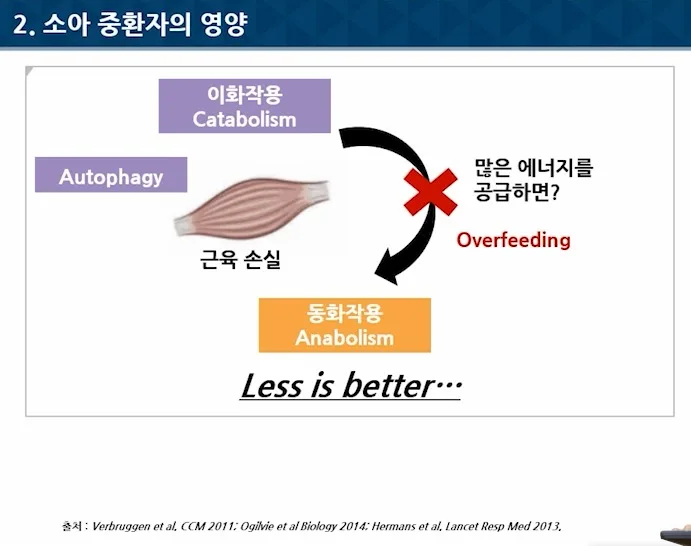 2. 소아 중환자의 영양
이화작용
Catabolism
Autophagy
많은 에너지를
공급하면?
Overfeeding
근육 손실
동화작용
Anabolism
Less is better…
출처 : Verbruggen et al, CCM 2011; Ogilvie et al Biology 2014; Hermans et al, Lancet Resp Med 2013,